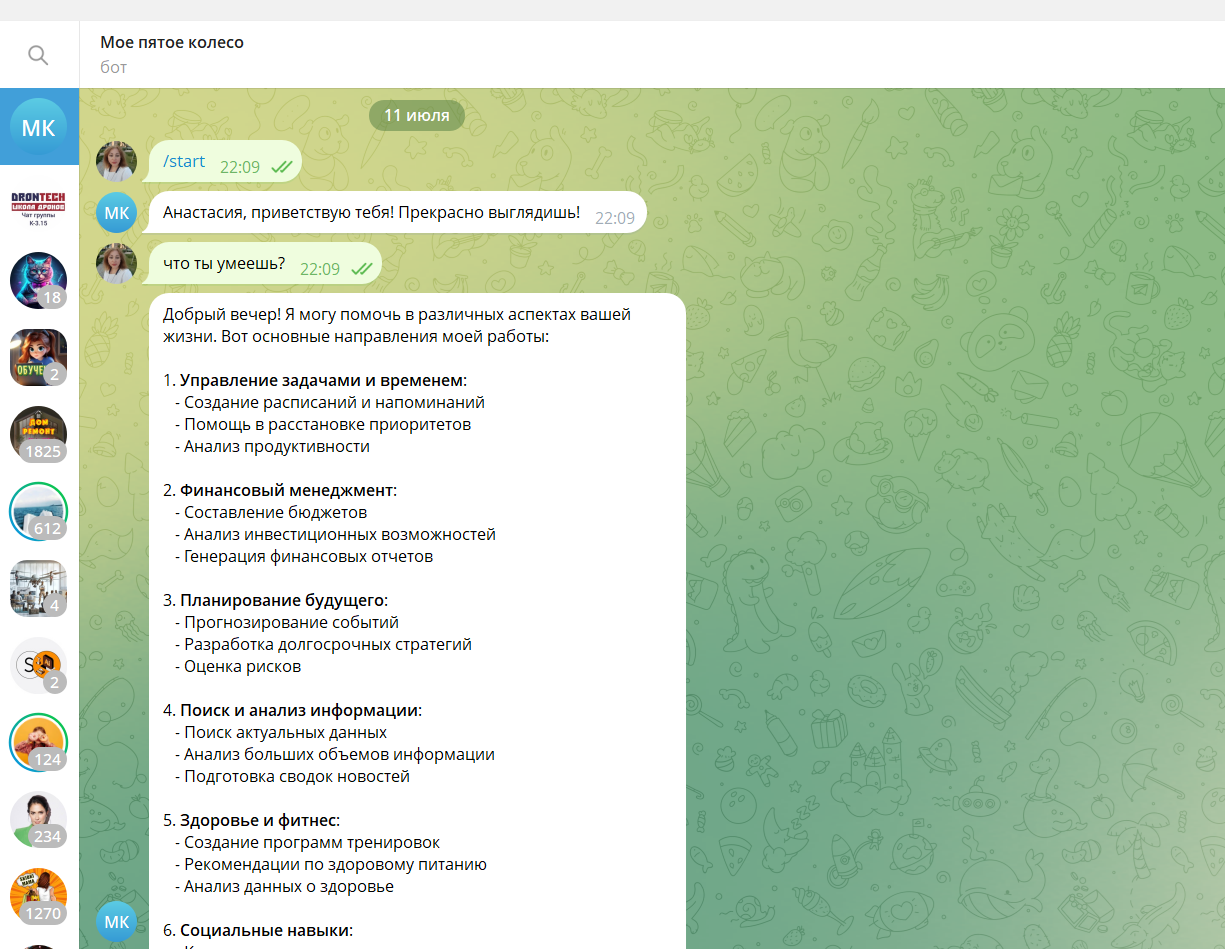 Мое пятое колесо
бот
МК
11 июля
/start 22:09
DRONTECH
ШКОЛА ДРОНОВ
Чат группы
К-3.15
МК
Анастасия, приветствую тебя! Прекрасно выглядишь! 22:09
что ты умеешь? 22:09
18
Добрый вечер! Я могу помочь в различных аспектах вашей
жизни. Вот основные направления моей работы:
2
1. Управление задачами и временем:
- Создание расписаний и напоминаний
- Помощь в расстановке приоритетов
- Анализ продуктивности
ДОМ
РЕМОНТ
1825
2. Финансовый менеджмент:
- Составление бюджетов
- Анализ инвестиционных возможностей
- Генерация финансовых отчетов
612
3. Планирование будущего:
- Прогнозирование событий
- Разработка долгосрочных стратегий
- Оценка рисков
4
2
4. Поиск и анализ информации:
- Поиск актуальных данных
- Анализ больших объемов информации
- Подготовка сводок новостей
124
5. Здоровье и фитнес:
- Создание программ тренировок
- Рекомендации по здоровому питанию
- Анализ данных о здоровье
234
6. Социальные навыки:
МК
1270